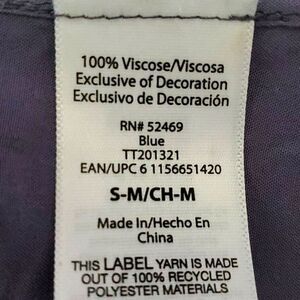 100% Viscose/Viscosa
Exclusive of Decoration
Exclusivo de Decoración
RN# 52469
Blue
TT201321
EAN/UPC 6 1156651420
S-M/CH-M
Made In/Hecho En
China
THIS LABEL YARN IS MADE
OUT OF 100% RECYCLED
POLYESTER MATERIALS